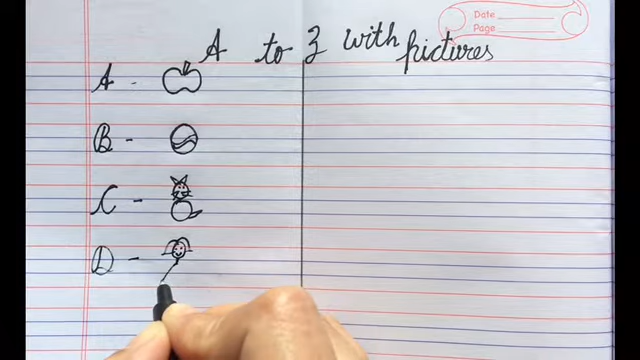 Date
Page
A to Z with pictures
A -
B -
C -
D -